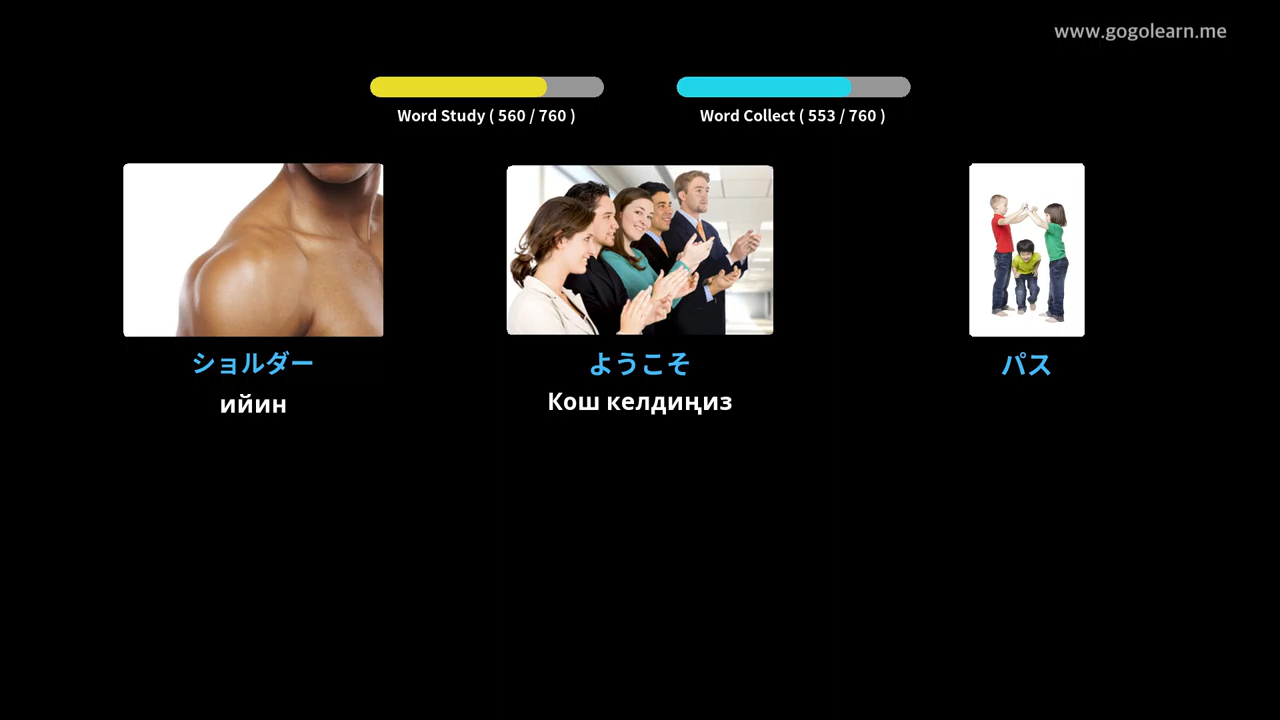 www.gogolearn.me
Word Study ( 560 / 760 )
Word Collect ( 553 / 760 )
ショルダー
ようこそ
パス
ийин
Кош келдиңиз